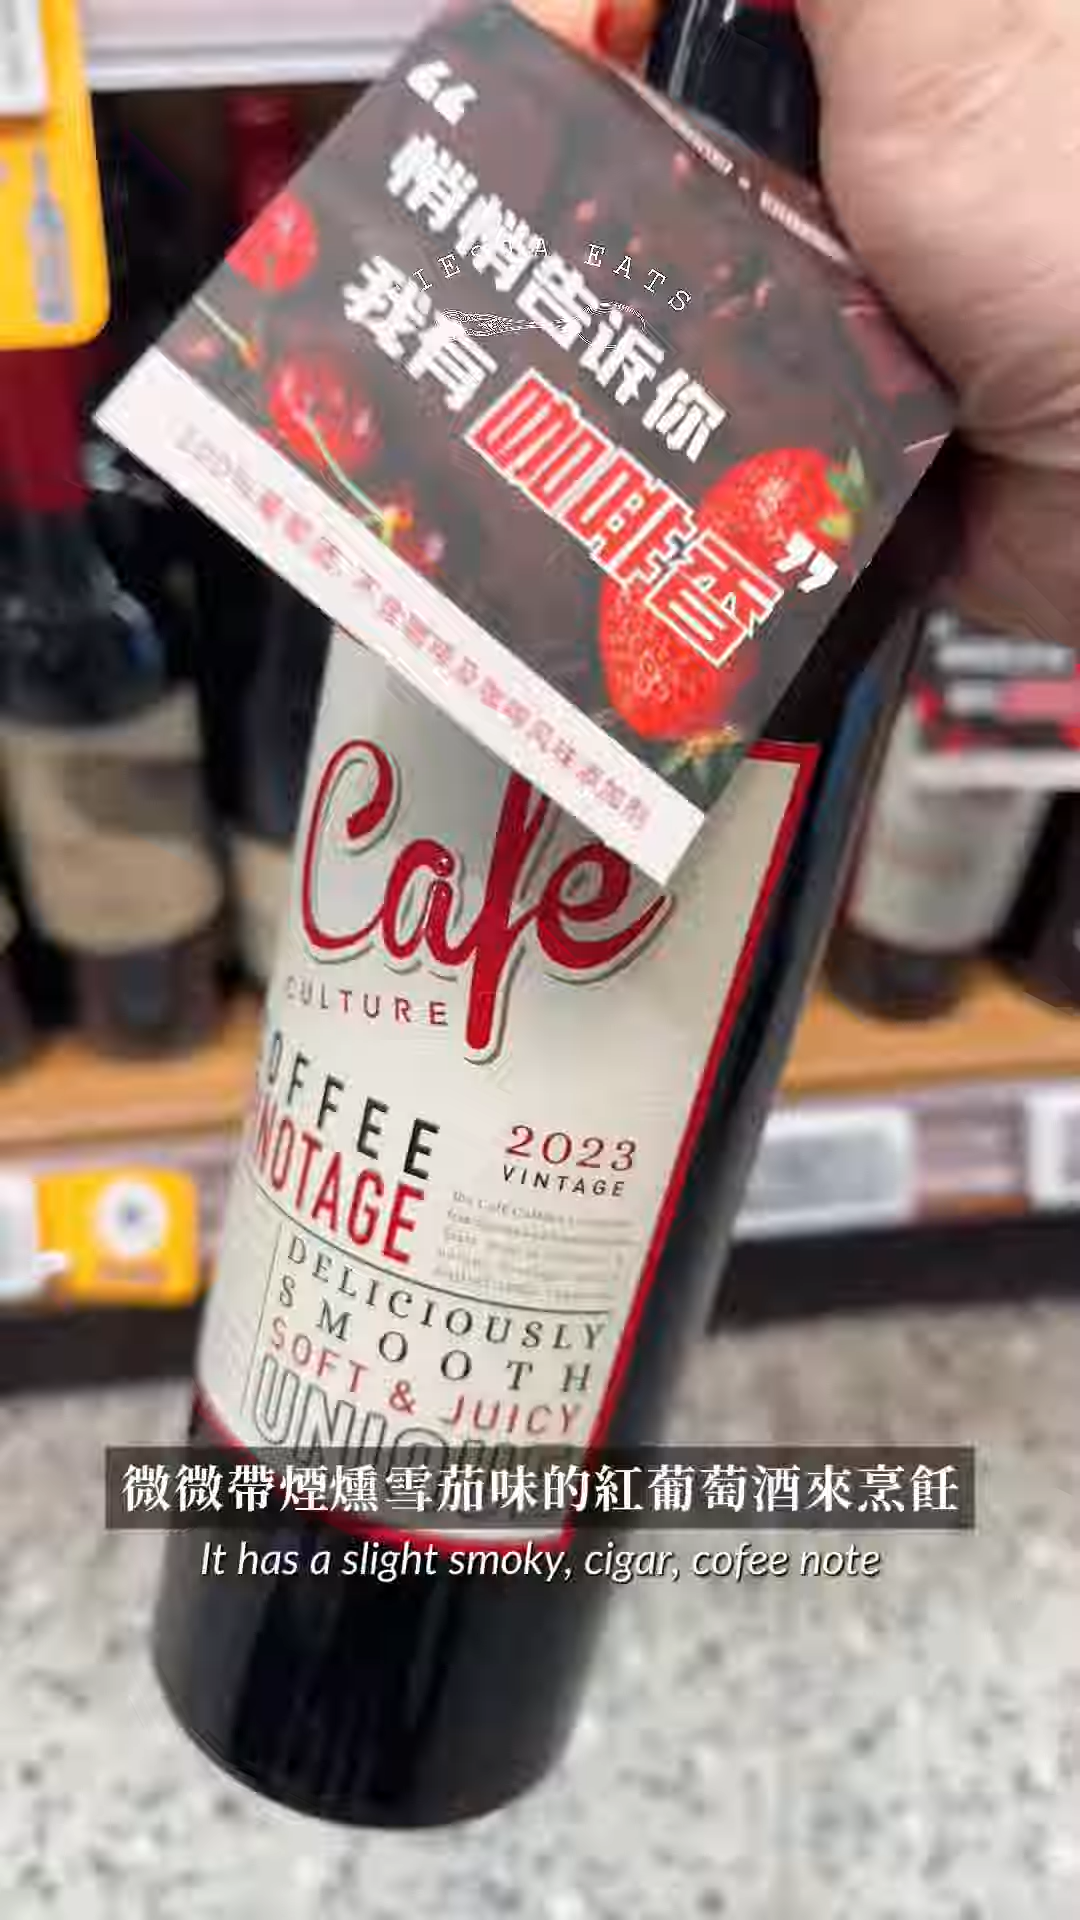 “
悄悄告诉你
我有咖啡香”
EATS
Cafe
CULTURE
OFFEE
NOTAGE
2023
VINTAGE
DELICIOUSLY
SMOOTH
SOFT & JUICY
UNIQUE
微微帶煙燻雪茄味的紅葡萄酒來烹飪
It has a slight smoky, cigar, cofee note